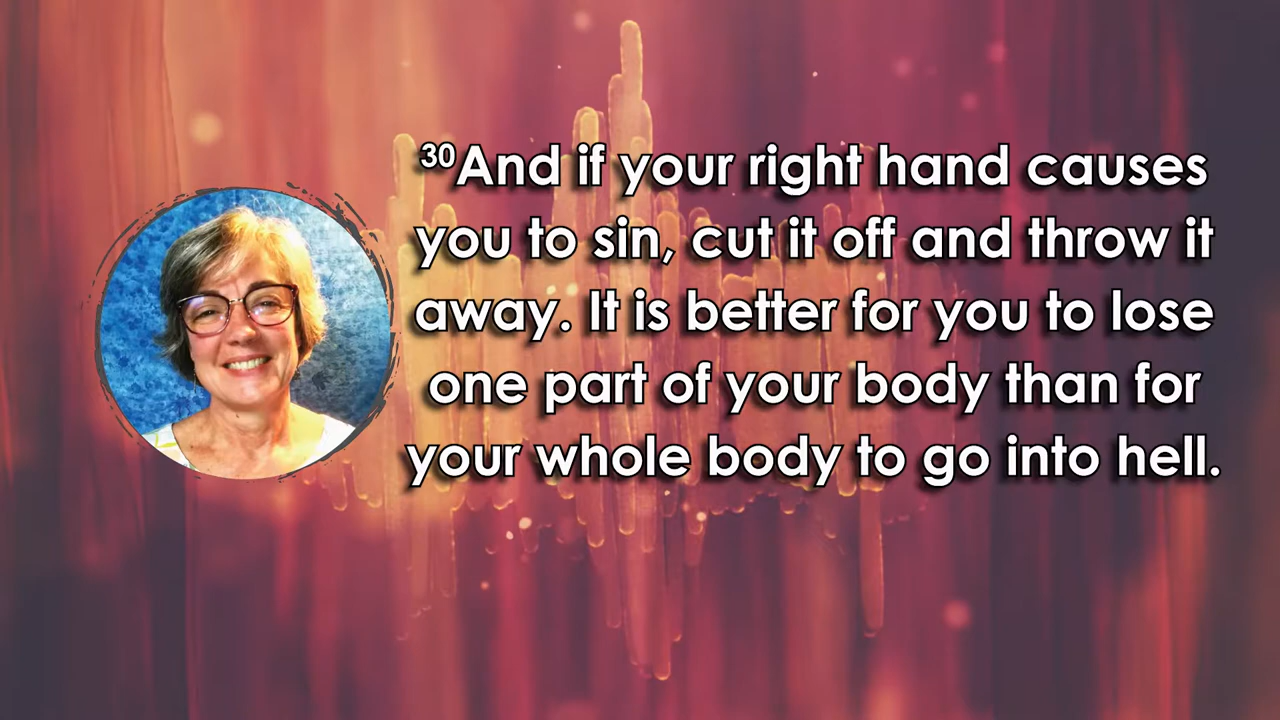 ³⁰And if your right hand causes
you to sin, cut it off and throw it
away. It is better for you to lose
one part of your body than for
your whole body to go into hell.